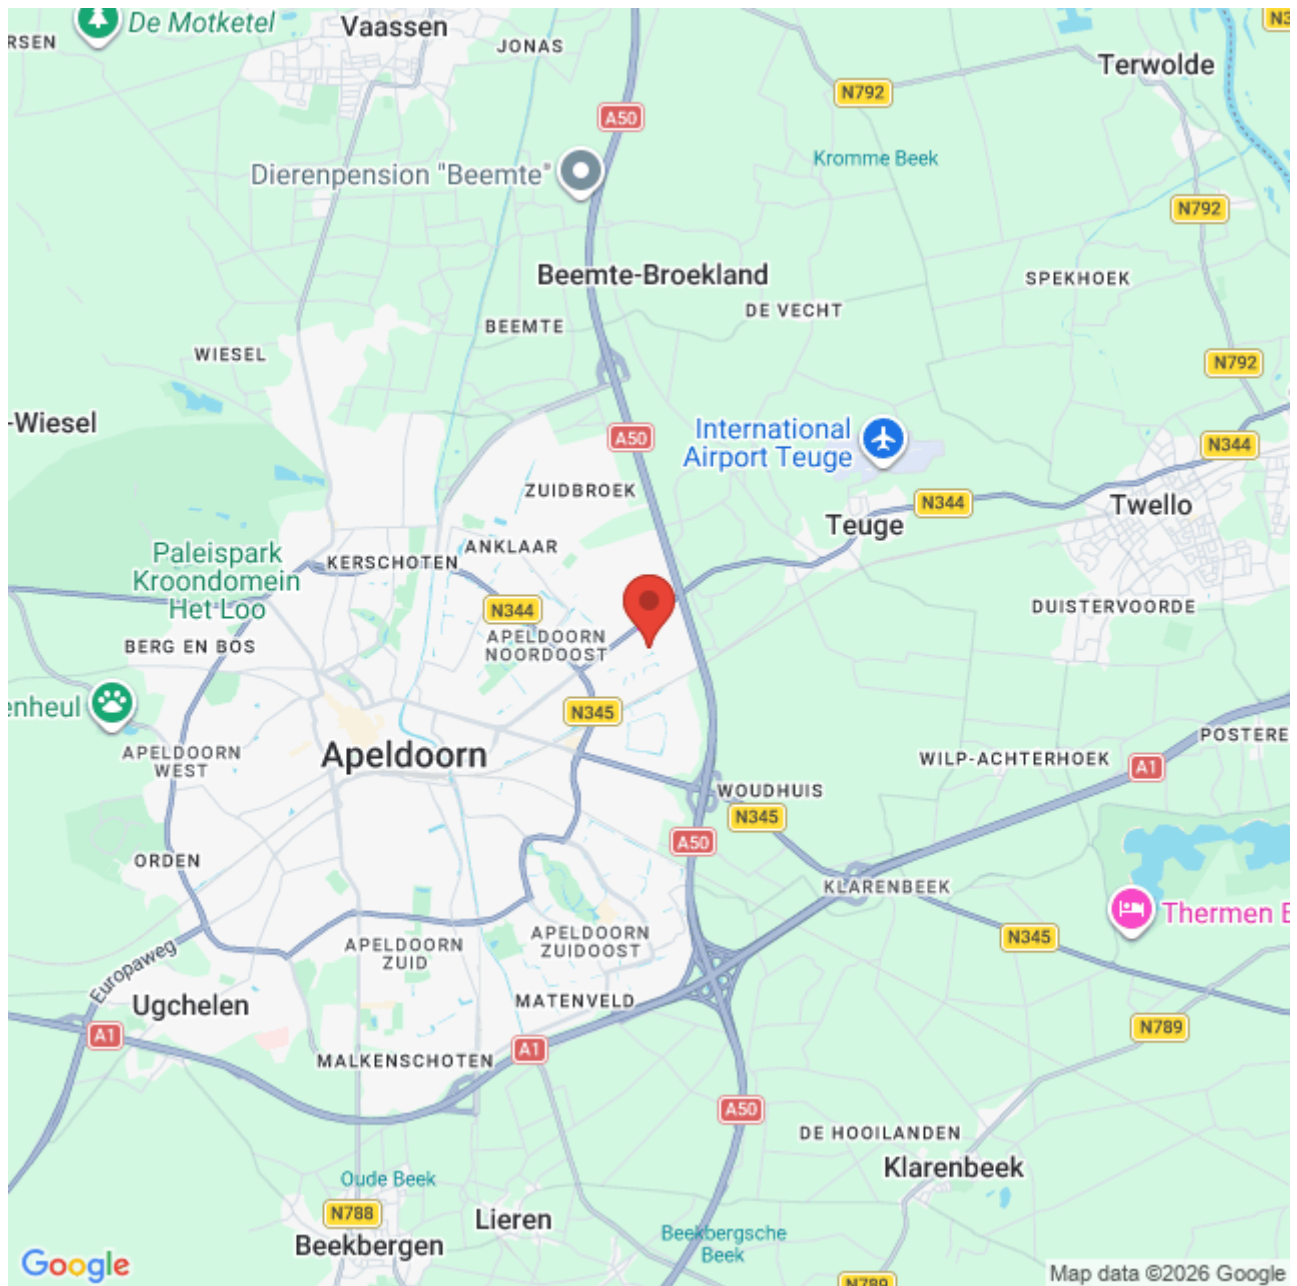 De Motketel
Vaassen
JONAS
N3
RSEN
Terwolde
N792
A50
Kromme Beek
Dierenpension "Beemte"
N792
Beemte-Broekland
SPEKHOEK
DE VECHT
BEEMTE
WIESEL
N792
-Wiesel
International
Airport Teuge
A50
N344
ZUIDBROEK
N344
Twello
Teuge
ANKLAAR
Paleispark
Kroondomein
Het Loo
KERSCHOTEN
N344
DUISTERVOORDE
APELDOORN
NOORDOOST
BERG EN BOS
enheul
N345
POSTERE
APELDOORN
WEST
Apeldoorn
WILP-ACHTERHOEK
A1
WOUDHUIS
N345
A50
ORDEN
KLARENBEEK
Thermen B
APELDOORN
ZUID
APELDOORN
ZUIDOOST
N345
Europaweg
Ugchelen
MATENVELD
N789
A1
A1
MALKENSCHOTEN
A50
DE HOOILANDEN
Klarenbeek
Oude Beek
N788
Lieren
Beekbergen
Beekbergsche
Beek
Google
N789
Map data ©2026 Google